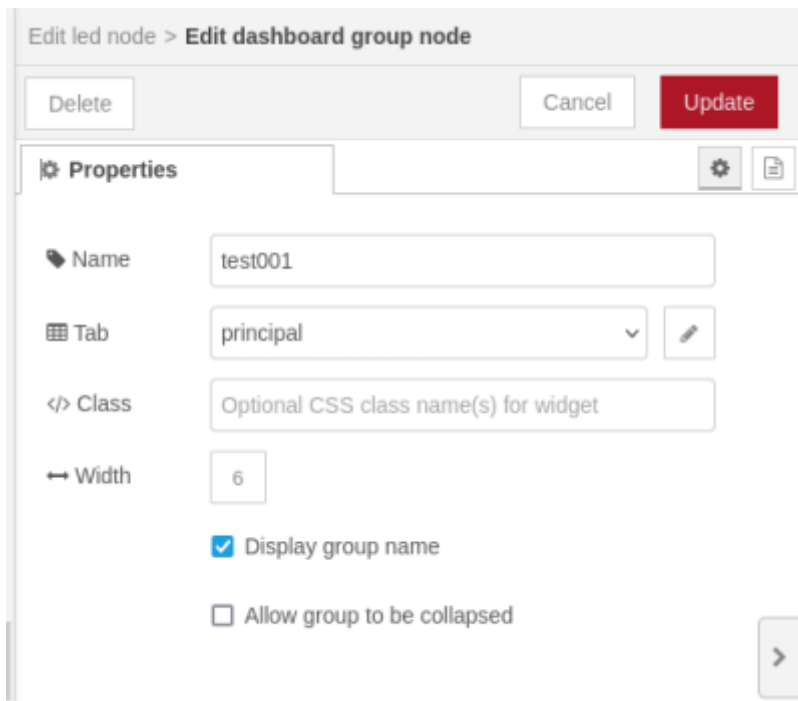 Edit led node > Edit dashboard group node
Delete
Cancel
Update
Properties
Name
test001
Tab
principal
</> Class
Optional CSS class name(s) for widget
Width
6
Display group name
Allow group to be collapsed